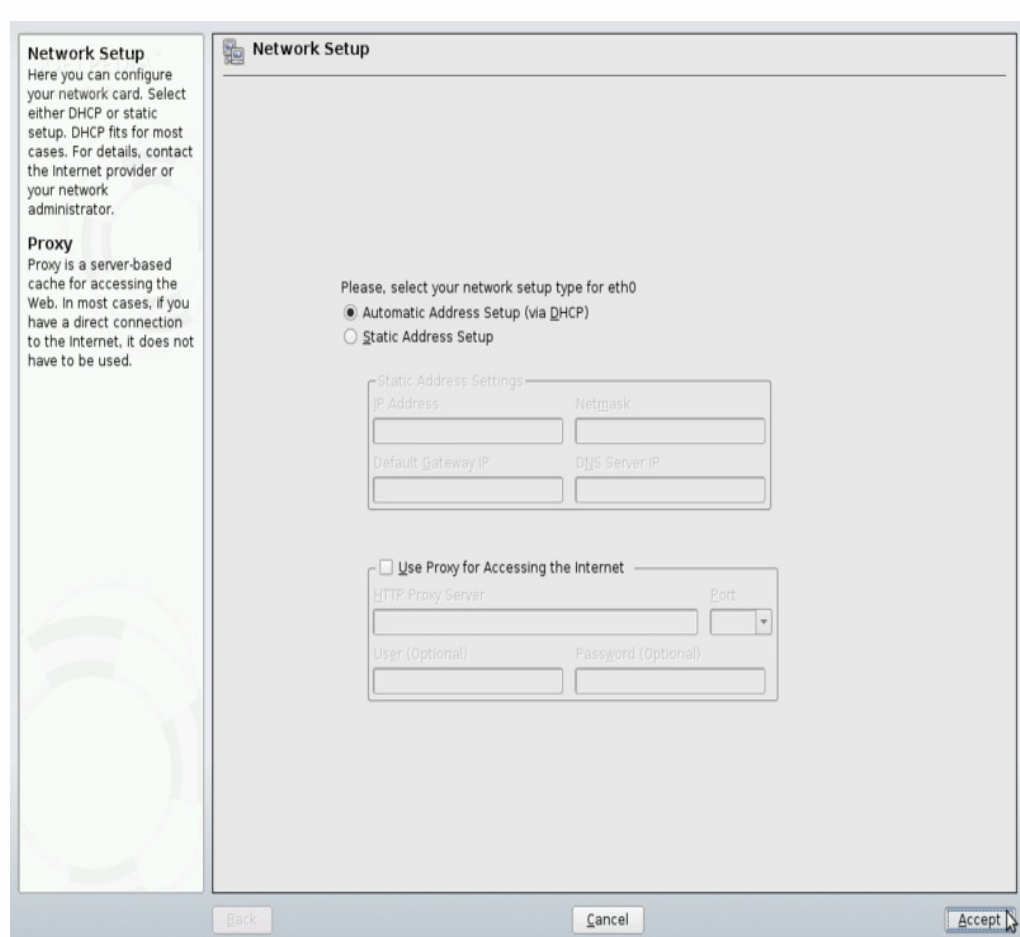 Network Setup
Here you can configure
your network card. Select
either DHCP or static
setup. DHCP fits for most
cases. For details, contact
the Internet provider or
your network
administrator.
Proxy
Proxy is a server-based
cache for accessing the
Web. In most cases, if you
have a direct connection
to the Internet, it does not
have to be used.
Network Setup
Please, select your network setup type for eth0
Automatic Address Setup (via DHCP)
Static Address Setup
Static Address Settings
IP Address Netmask
Default Gateway IP DNS Server IP
Use Proxy for Accessing the Internet
HTTP Proxy Server Port
User (Optional) Password (Optional)
Back Cancel Accept